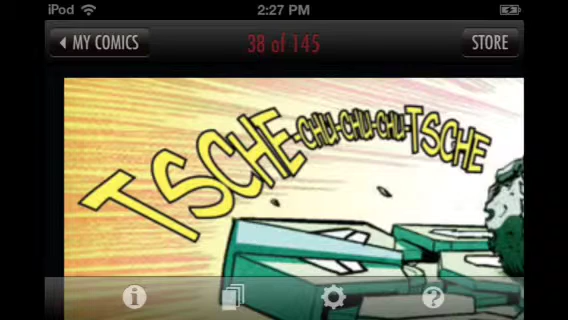 iPod 2:27 PM
MY COMICS 38 of 145 STORE
TSCHE-CHU-CHU-CHU-TSCHE
i ?